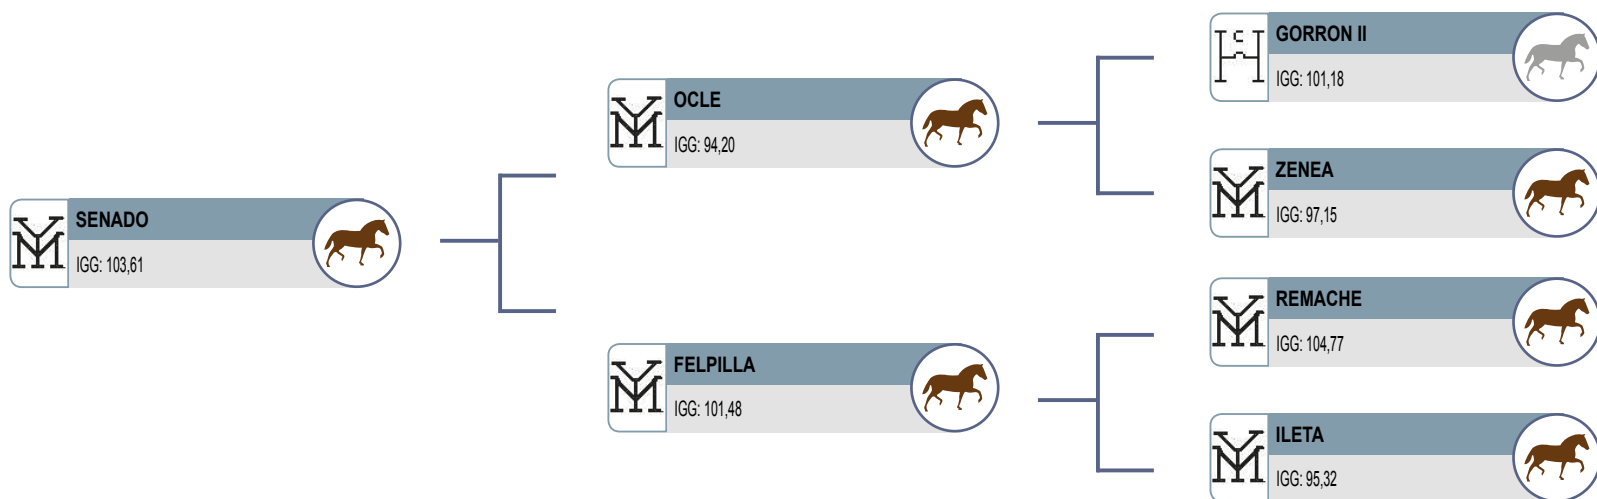 SENADO
IGG: 103,61
OCLE
IGG: 94,20
FELPILLA
IGG: 101,48
GORRON II
IGG: 101,18
ZENEA
IGG: 97,15
REMACHE
IGG: 104,77
ILETA
IGG: 95,32